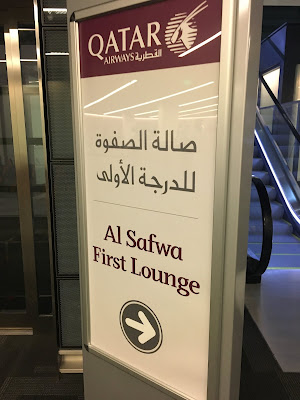 QATAR
AIRWAYS القطرية
صالة الصفوة
للدرجة الأولى
Al Safwa
First Lounge